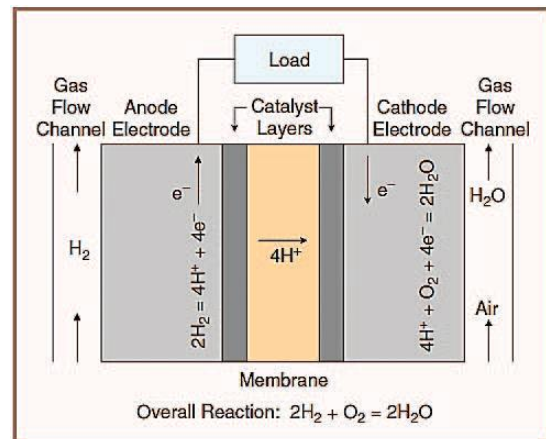 Load
Gas
Flow
Channel
Anode
Electrode
Catalyst
Layers
Cathode
Electrode
Gas
Flow
Channel
e⁻
e⁻
H₂O
H₂
2H₂ = 4H⁺ + 4e⁻
4H⁺
4H⁺ + O₂ + 4e⁻ = 2H₂O
Air
Membrane
Overall Reaction: 2H₂ + O₂ = 2H₂O